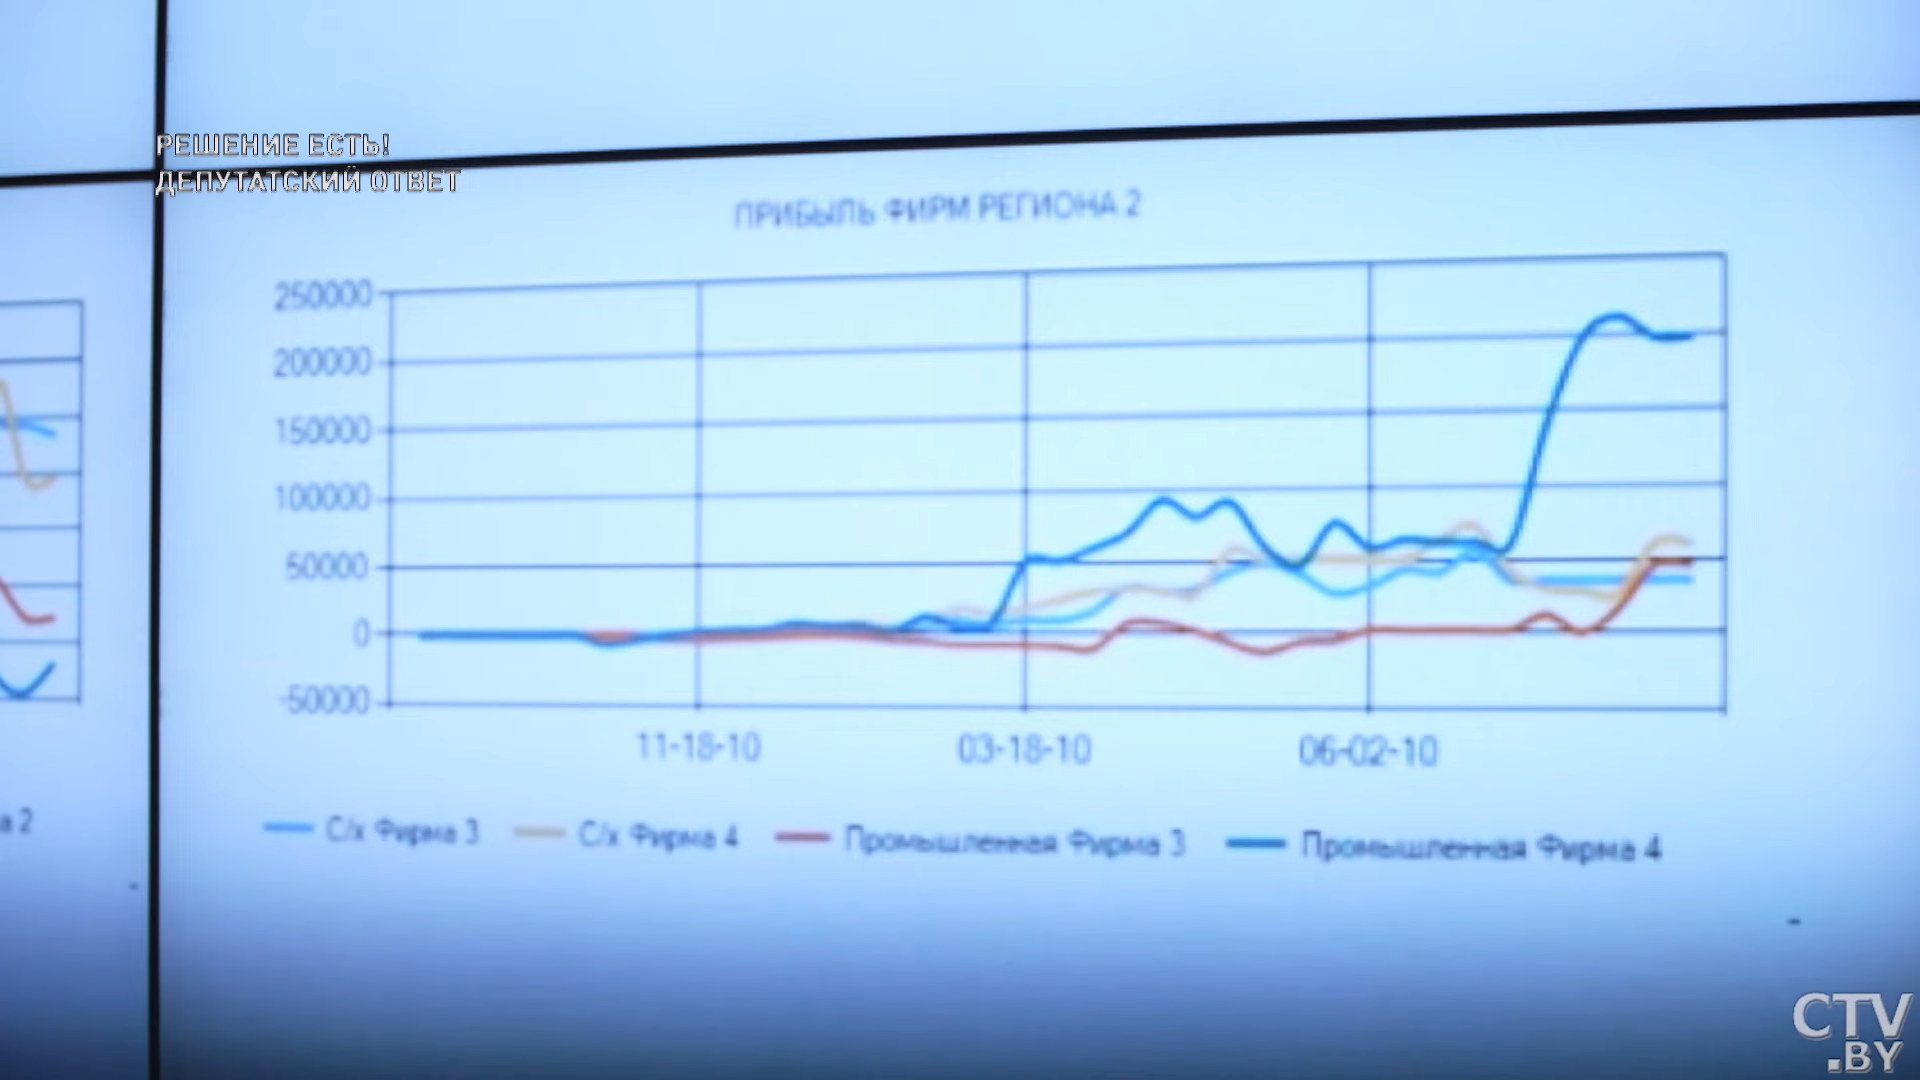 РЕШЕНИЕ ЕСТЬ!
ДЕПУТАТСКИЙ ОТВЕТ
ПРИБЫЛЬ ФИРМ РЕГИОНА 2
250000
200000
150000
100000
50000
0
-50000
11-18-10
03-18-10
06-02-10
а 2
С/х Фирма 3
С/х Фирма 4
Промышленная Фирма 3
Промышленная Фирма 4
CTV
.BY